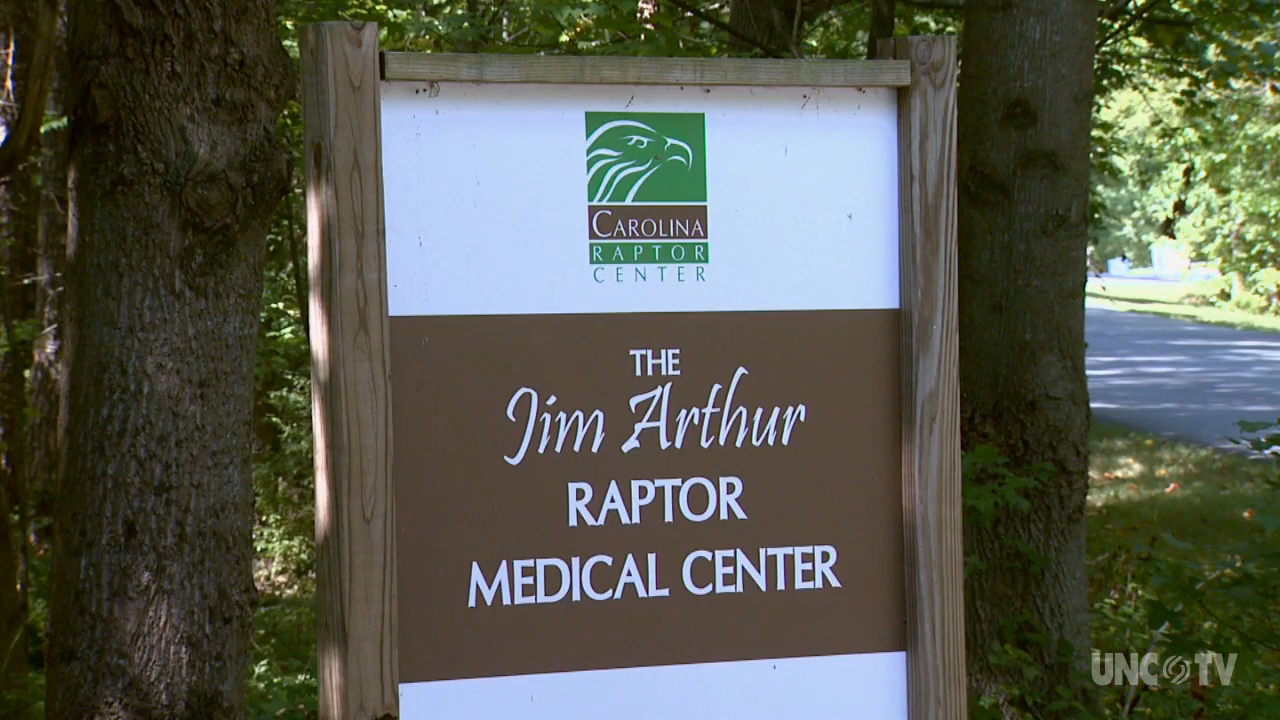 CAROLINA
RAPTOR
CENTER
THE
Jim Arthur
RAPTOR
MEDICAL CENTER
UNC TV